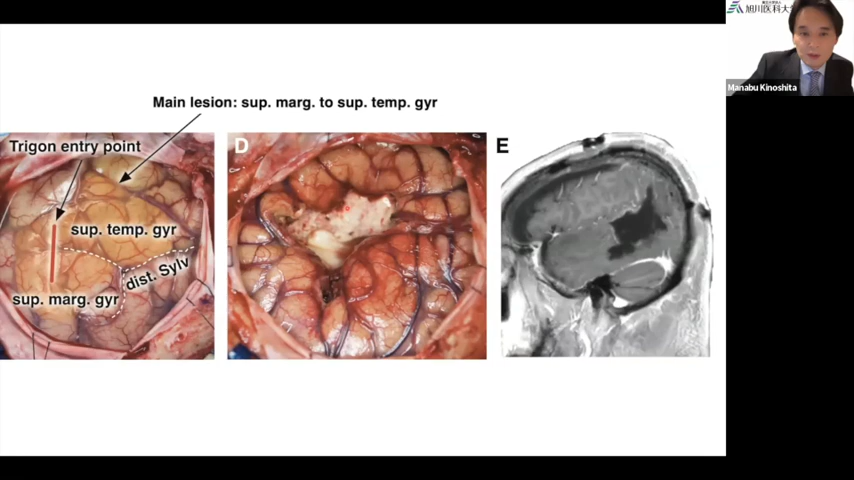 旭川医科大
Manabu Kinoshita
Main lesion: sup. marg. to sup. temp. gyr
Trigon entry point
D
E
sup. temp. gyr
dist. Sylv
sup. marg. gyr